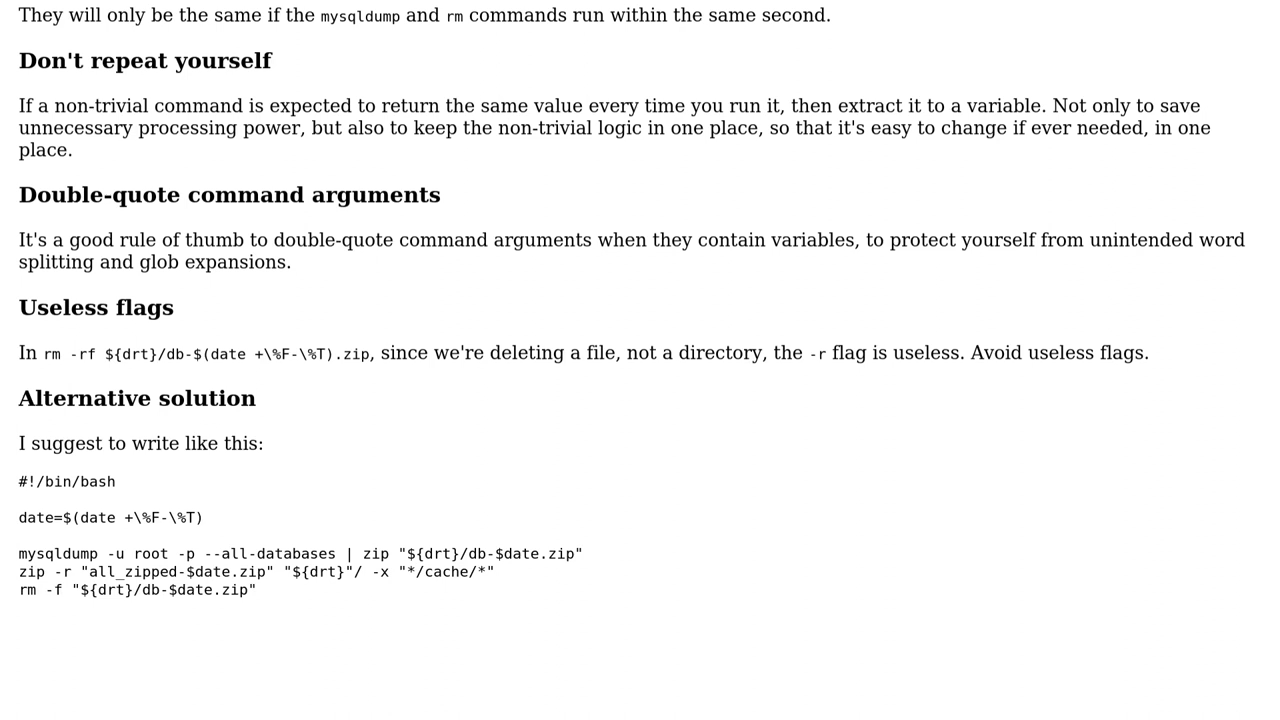 They will only be the same if the mysqldump and rm commands run within the same second.
Don't repeat yourself
If a non-trivial command is expected to return the same value every time you run it, then extract it to a variable. Not only to save
unnecessary processing power, but also to keep the non-trivial logic in one place, so that it's easy to change if ever needed, in one
place.
Double-quote command arguments
It's a good rule of thumb to double-quote command arguments when they contain variables, to protect yourself from unintended word
splitting and glob expansions.
Useless flags
In rm -rf ${drt}/db-$(date +\%F-\%T).zip, since we're deleting a file, not a directory, the -r flag is useless. Avoid useless flags.
Alternative solution
I suggest to write like this:
#!/bin/bash
date=$(date +\%F-\%T)
mysqldump -u root -p --all-databases | zip "${drt}/db-$date.zip"
zip -r "all_zipped-$date.zip" "${drt}"/ -x "*/cache/*"
rm -f "${drt}/db-$date.zip"